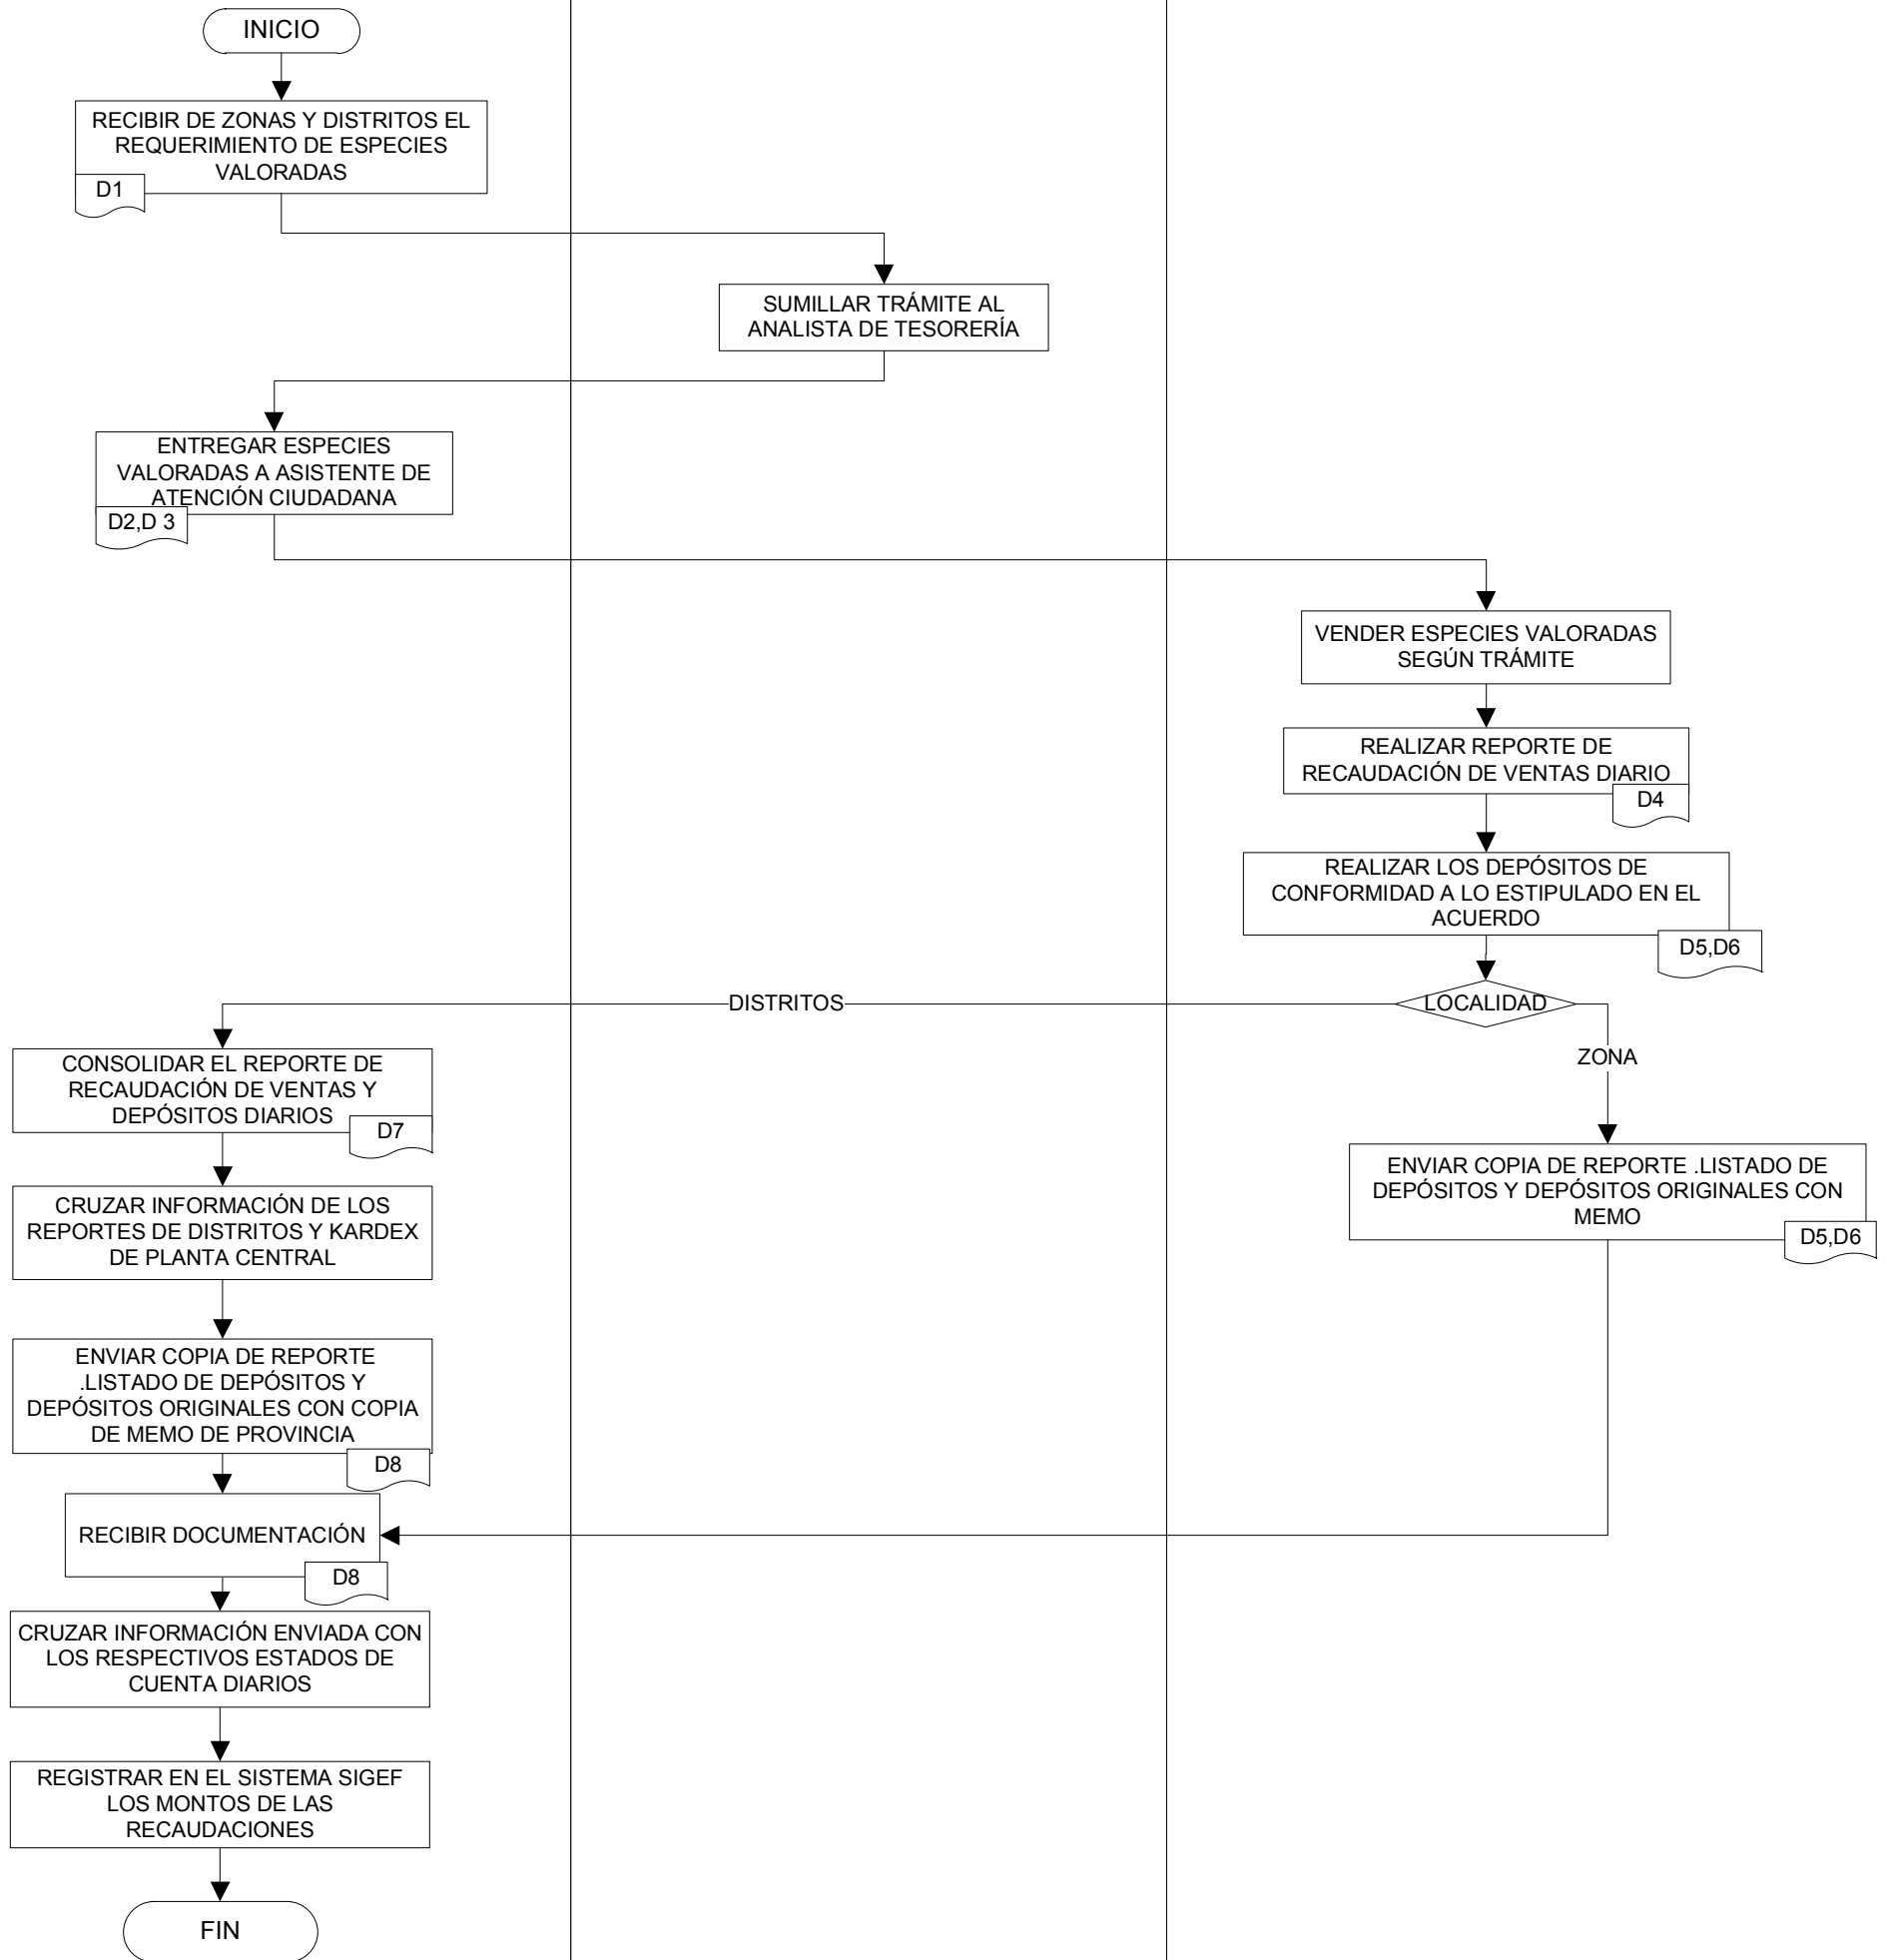 INICIO
RECIBIR DE ZONAS Y DISTRITOS EL
REQUERIMIENTO DE ESPECIES
VALORADAS
D1
SUMILLAR TRÁMITE AL
ANALISTA DE TESORERÍA
ENTREGAR ESPECIES
VALORADAS A ASISTENTE DE
ATENCIÓN CIUDADANA
D2,D 3
VENDER ESPECIES VALORADAS
SEGÚN TRÁMITE
REALIZAR REPORTE DE
RECAUDACIÓN DE VENTAS DIARIO
D4
REALIZAR LOS DEPÓSITOS DE
CONFORMIDAD A LO ESTIPULADO EN EL
ACUERDO
D5,D6
LOCALIDAD
DISTRITOS
ZONA
CONSOLIDAR EL REPORTE DE
RECAUDACIÓN DE VENTAS Y
DEPÓSITOS DIARIOS
D7
CRUZAR INFORMACIÓN DE LOS
REPORTES DE DISTRITOS Y KARDEX
DE PLANTA CENTRAL
ENVIAR COPIA DE REPORTE .LISTADO DE
DEPÓSITOS Y DEPÓSITOS ORIGINALES CON
MEMO
D5,D6
ENVIAR COPIA DE REPORTE
.LISTADO DE DEPÓSITOS Y
DEPÓSITOS ORIGINALES CON COPIA
DE MEMO DE PROVINCIA
D8
RECIBIR DOCUMENTACIÓN
D8
CRUZAR INFORMACIÓN ENVIADA CON
LOS RESPECTIVOS ESTADOS DE
CUENTA DIARIOS
REGISTRAR EN EL SISTEMA SIGEF
LOS MONTOS DE LAS
RECAUDACIONES
FIN